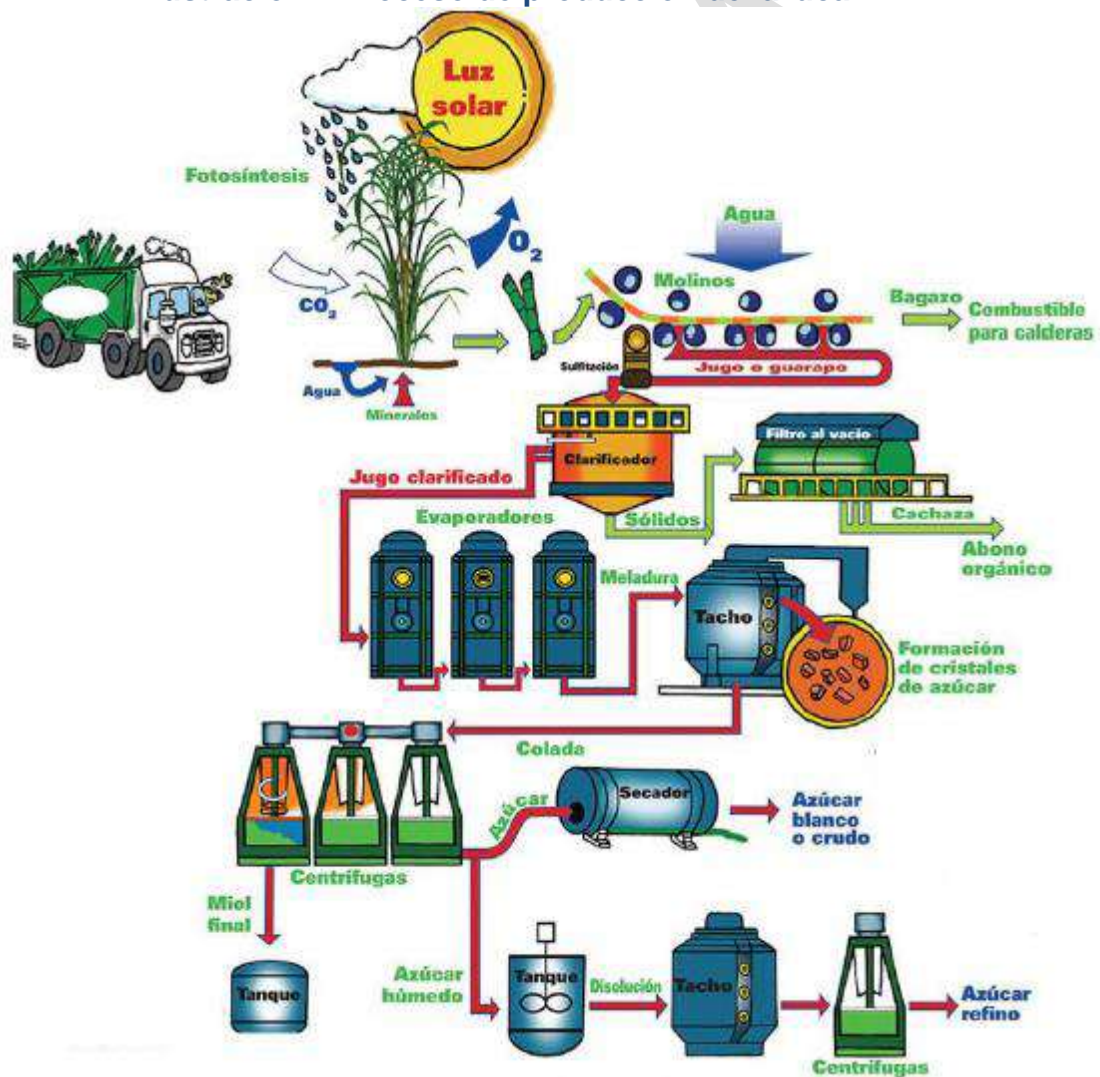 Luz
solar
Fotosíntesis
Agua
O2
Molinos
CO2
Bagazo
Combustible
para calderas
Sulfitación
Jugo o guarapo
Agua
Minerales
Filtro al vacío
Clarificador
Jugo clarificado
Evaporadores
Sólidos
Cachaza
Abono
orgánico
Meladura
Tacho
Formación
de cristales
de azúcar
Colada
Azúcar
Secador
Azúcar
blanco
o crudo
Centrífugas
Miel
final
Tanque
Azúcar
húmedo
Tanque
Disolución
Tacho
Azúcar
refino
Centrífugas